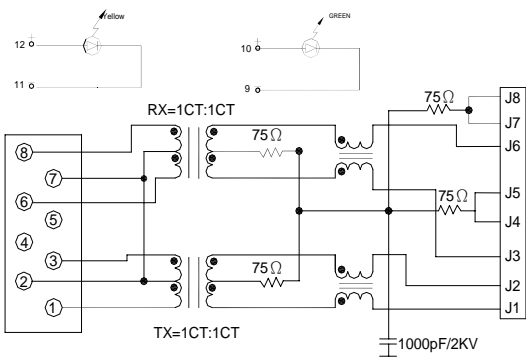 Yellow
GREEN
+
12
+
10
11
9
RX=1CT:1CT
75Ω
75Ω
J8
J7
J6
8
7
6
5
4
3
2
1
75Ω
J5
J4
J3
75Ω
J2
J1
TX=1CT:1CT
1000pF/2KV